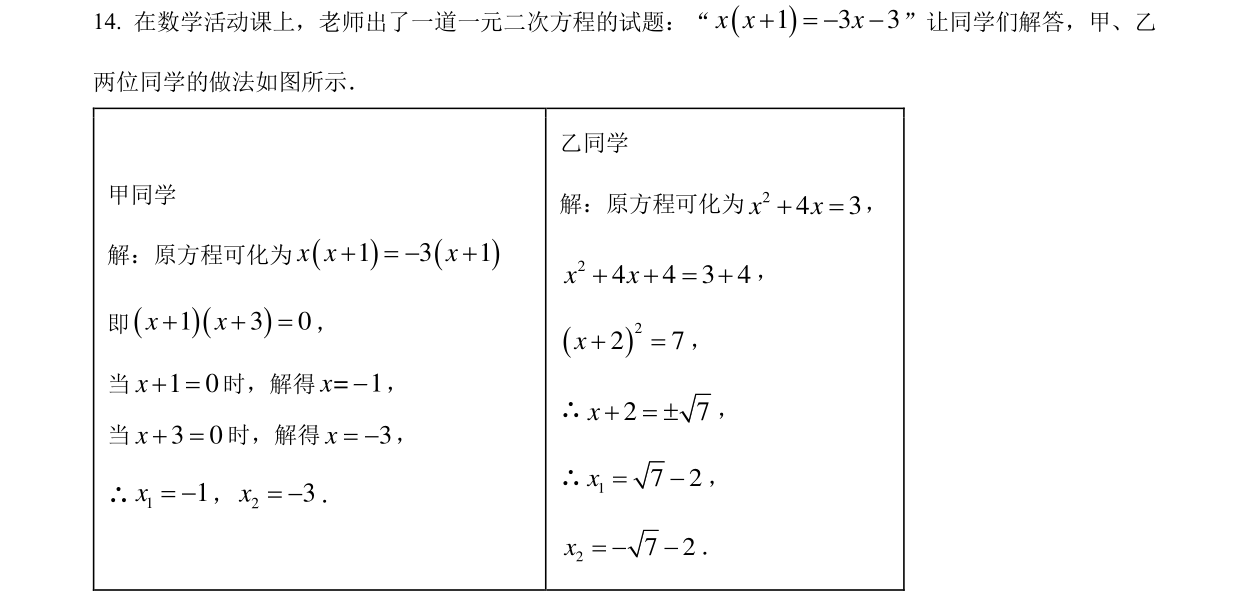 14. 在数学活动课上，老师出了一道一元二次方程的试题：“x(x+1)=−3x−3”让同学们解答，甲、乙
两位同学的做法如图所示．
甲同学
解：原方程可化为x(x+1)=−3(x+1)
即(x+1)(x+3)=0，
当x+1=0时，解得x=−1，
当x+3=0时，解得x=−3，
∴x₁=−1，x₂=−3．
乙同学
解：原方程可化为x²+4x=3，
x²+4x+4=3+4，
(x+2)²=7，
∴x+2=±√7，
∴x₁=√7−2，
x₂=−√7−2．